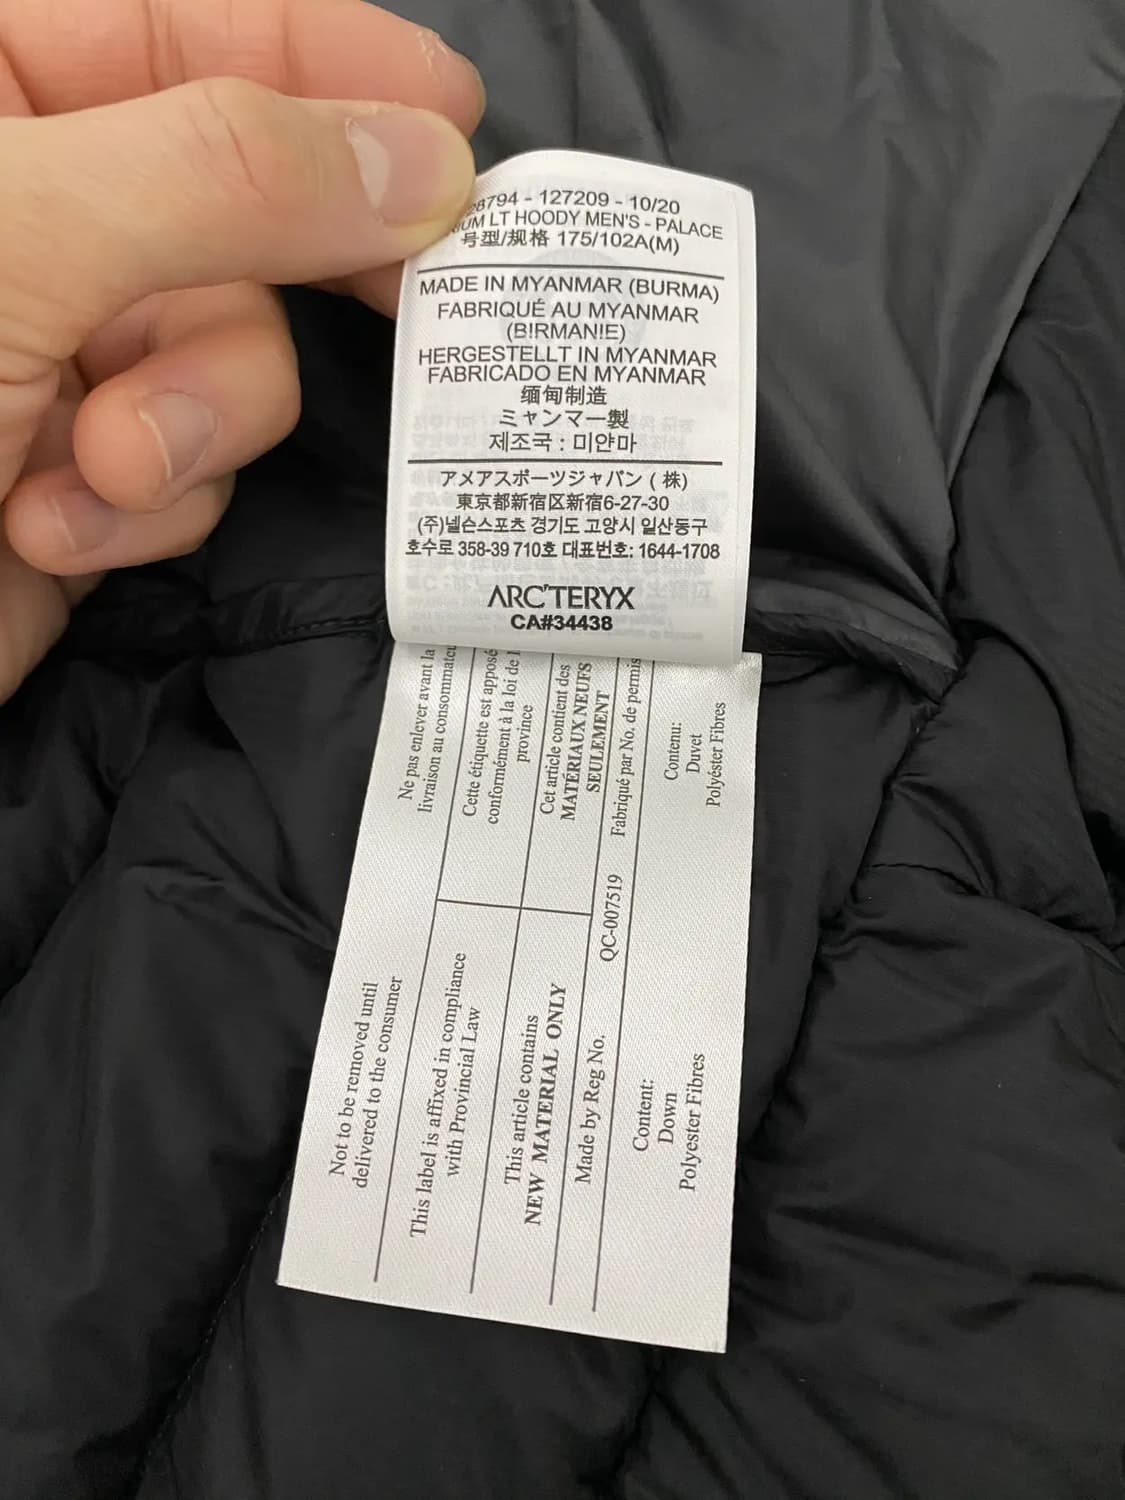 28794 - 127209 - 10/20
LT HOODY MEN'S - PALACE
号型/规格 175/102A(M)
MADE IN MYANMAR (BURMA)
FABRIQUÉ AU MYANMAR
(BIRMANIE)
HERGESTELLT IN MYANMAR
FABRICADO EN MYANMAR
缅甸制造
ミャンマー製
제조국 : 미얀마
アメアスポーツジャパン ( 株)
東京都新宿区新宿6-27-30
(주)넬슨스포츠 경기도 고양시 일산동구
호수로 358-39 710호 대표번호: 1644-1708
ARC'TERYX
CA#34438
Ne pas enlever avant la
livraison au consommateu
Cette étiquette est apposé
conformément à la loi de l
province
Cet article contient des
MATÉRIAUX NEUFS
SEULEMENT
Fabriqué par No. de permis
Contenu:
Duvet
Polyéster Fibres
QC-007519
Not to be removed until
delivered to the consumer
This label is affixed in compliance
with Provincial Law
This article contains
NEW MATERIAL ONLY
Made by Reg No.
Content:
Down
Polyester Fibres